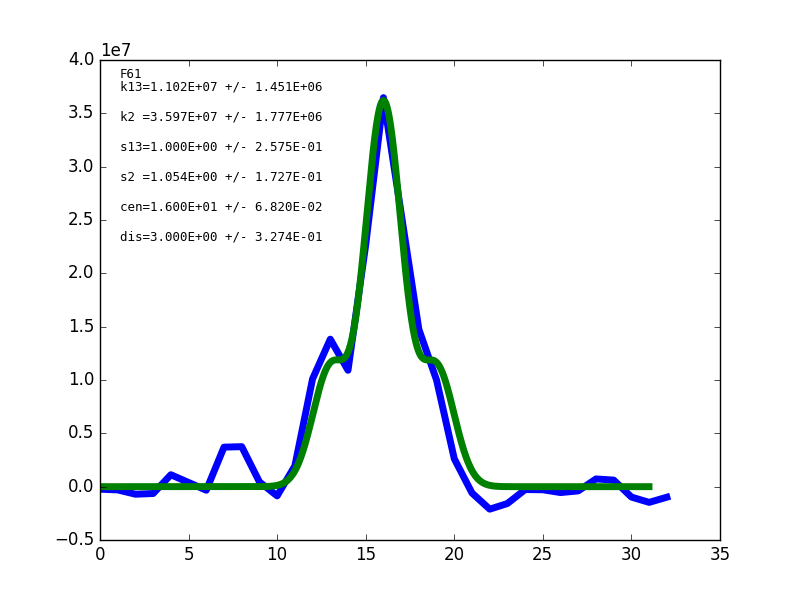 1e7
4.0
F61
k13=1.102E+07 +/- 1.451E+06
3.5
k2 =3.597E+07 +/- 1.777E+06
s13=1.000E+00 +/- 2.575E-01
3.0
s2 =1.054E+00 +/- 1.727E-01
cen=1.600E+01 +/- 6.820E-02
2.5
dis=3.000E+00 +/- 3.274E-01
2.0
1.5
1.0
0.5
0.0
−0.5
0 5 10 15 20 25 30 35